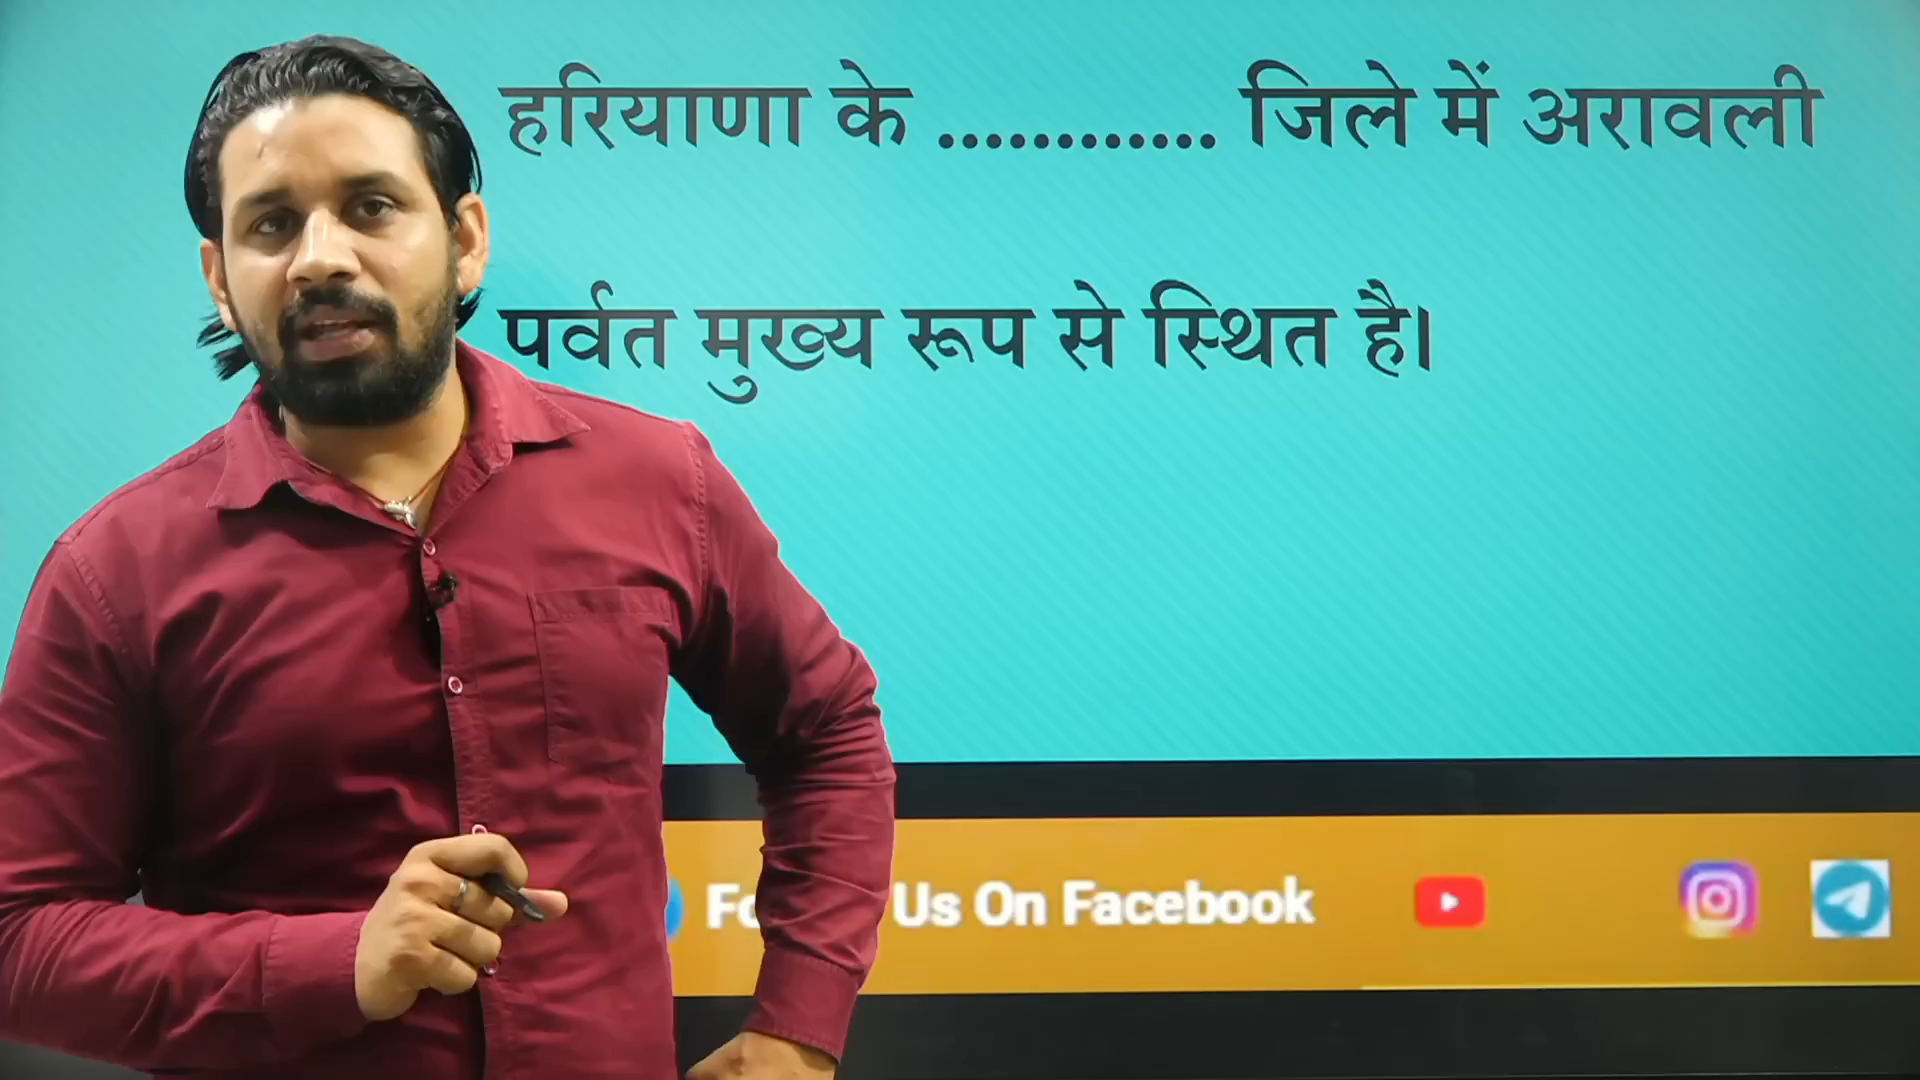 हरियाणा के ............ जिले में अरावली
पर्वत मुख्य रूप से स्थित है।
Us On Facebook